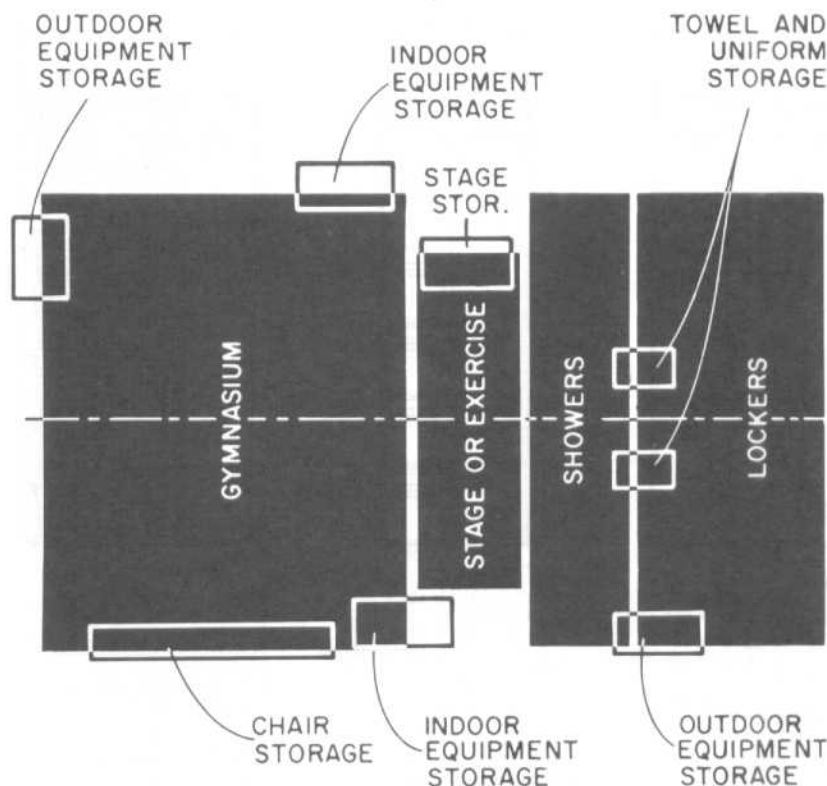 OUTDOOR
EQUIPMENT
STORAGE
INDOOR
EQUIPMENT
STORAGE
TOWEL AND
UNIFORM
STORAGE
STAGE
STOR.
GYMNASIUM
STAGE OR EXERCISE
SHOWERS
LOCKERS
CHAIR
STORAGE
INDOOR
EQUIPMENT
STORAGE
OUTDOOR
EQUIPMENT
STORAGE